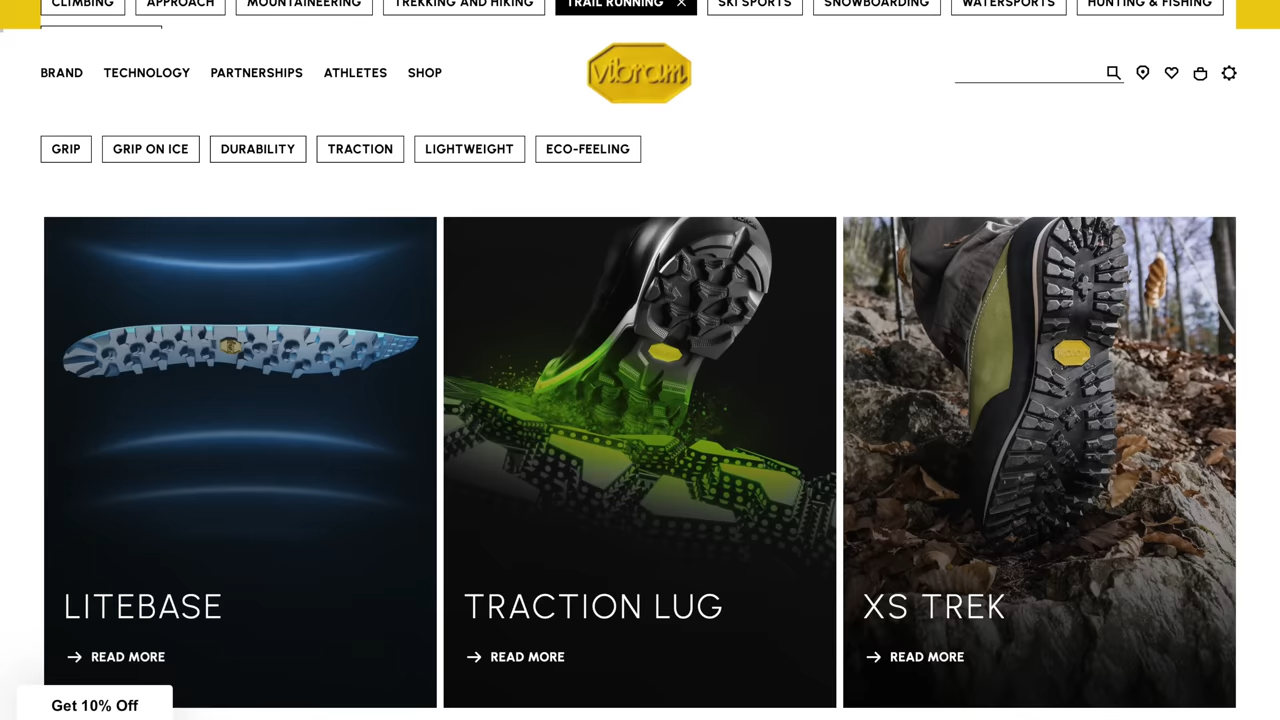 CLIMBING APPROACH MOUNTAINEERING TREKKING AND HIKING TRAIL RUNNING SKI SPORTS SNOWBOARDING WATERSPORTS HUNTING & FISHING
BRAND TECHNOLOGY PARTNERSHIPS ATHLETES SHOP
vibram
GRIP GRIP ON ICE DURABILITY TRACTION LIGHTWEIGHT ECO-FEELING
LITEBASE TRACTION LUG XS TREK
→ READ MORE → READ MORE → READ MORE
Get 10% Off